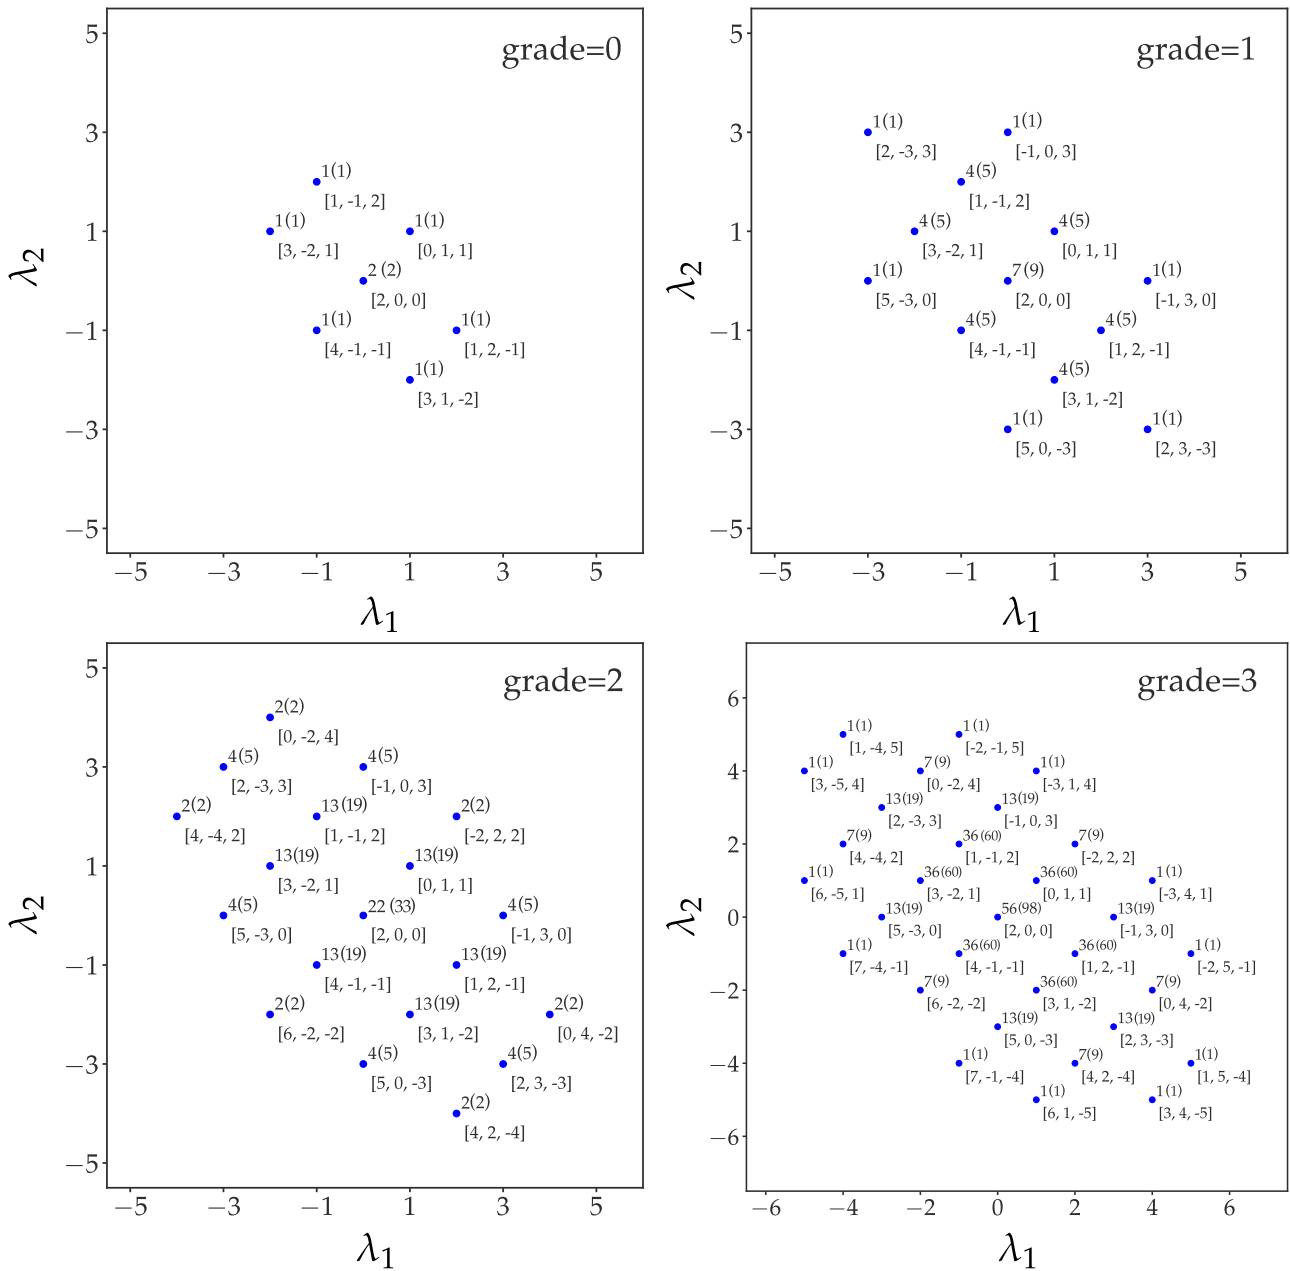 grade=0
5
3
1
−1
−3
−5
λ2
1(1)
[1, -1, 2]
1(1)
[3, -2, 1]
1(1)
[0, 1, 1]
2 (2)
[2, 0, 0]
1(1)
[4, -1, -1]
1(1)
[1, 2, -1]
1(1)
[3, 1, -2]
−5 −3 −1 1 3 5
λ1
grade=1
5
3
1
−1
−3
−5
λ2
1(1)
[2, -3, 3]
1(1)
[-1, 0, 3]
4(5)
[1, -1, 2]
4(5)
[3, -2, 1]
4(5)
[0, 1, 1]
1(1)
[5, -3, 0]
7(9)
[2, 0, 0]
1(1)
[-1, 3, 0]
4(5)
[4, -1, -1]
4(5)
[1, 2, -1]
4(5)
[3, 1, -2]
1(1)
[5, 0, -3]
1(1)
[2, 3, -3]
−5 −3 −1 1 3 5
λ1
grade=2
5
3
1
−1
−3
−5
λ2
2(2)
[0, -2, 4]
4(5)
[2, -3, 3]
4(5)
[-1, 0, 3]
2(2)
[4, -4, 2]
13(19)
[1, -1, 2]
2(2)
[-2, 2, 2]
13(19)
[3, -2, 1]
13(19)
[0, 1, 1]
4(5)
[5, -3, 0]
22 (33)
[2, 0, 0]
4(5)
[-1, 3, 0]
13(19)
[4, -1, -1]
13(19)
[1, 2, -1]
2(2)
[6, -2, -2]
13(19)
[3, 1, -2]
2(2)
[0, 4, -2]
4(5)
[5, 0, -3]
4(5)
[2, 3, -3]
2(2)
[4, 2, -4]
−5 −3 −1 1 3 5
λ1
grade=3
6
4
2
0
−2
−4
−6
λ2
1(1)
[1, -4, 5]
1(1)
[-2, -1, 5]
1(1)
[3, -5, 4]
7(9)
[0, -2, 4]
1(1)
[-3, 1, 4]
13(19)
[2, -3, 3]
13(19)
[-1, 0, 3]
7(9)
[4, -4, 2]
36(60)
[1, -1, 2]
7(9)
[-2, 2, 2]
1(1)
[6, -5, 1]
36(60)
[3, -2, 1]
36(60)
[0, 1, 1]
1(1)
[-3, 4, 1]
13(19)
[5, -3, 0]
56(98)
[2, 0, 0]
13(19)
[-1, 3, 0]
1(1)
[7, -4, -1]
36(60)
[4, -1, -1]
36(60)
[1, 2, -1]
1(1)
[-2, 5, -1]
7(9)
[6, -2, -2]
36(60)
[3, 1, -2]
7(9)
[0, 4, -2]
13(19)
[5, 0, -3]
13(19)
[2, 3, -3]
1(1)
[7, -1, -4]
7(9)
[4, 2, -4]
1(1)
[1, 5, -4]
1(1)
[6, 1, -5]
1(1)
[3, 4, -5]
−6 −4 −2 0 2 4 6
λ1